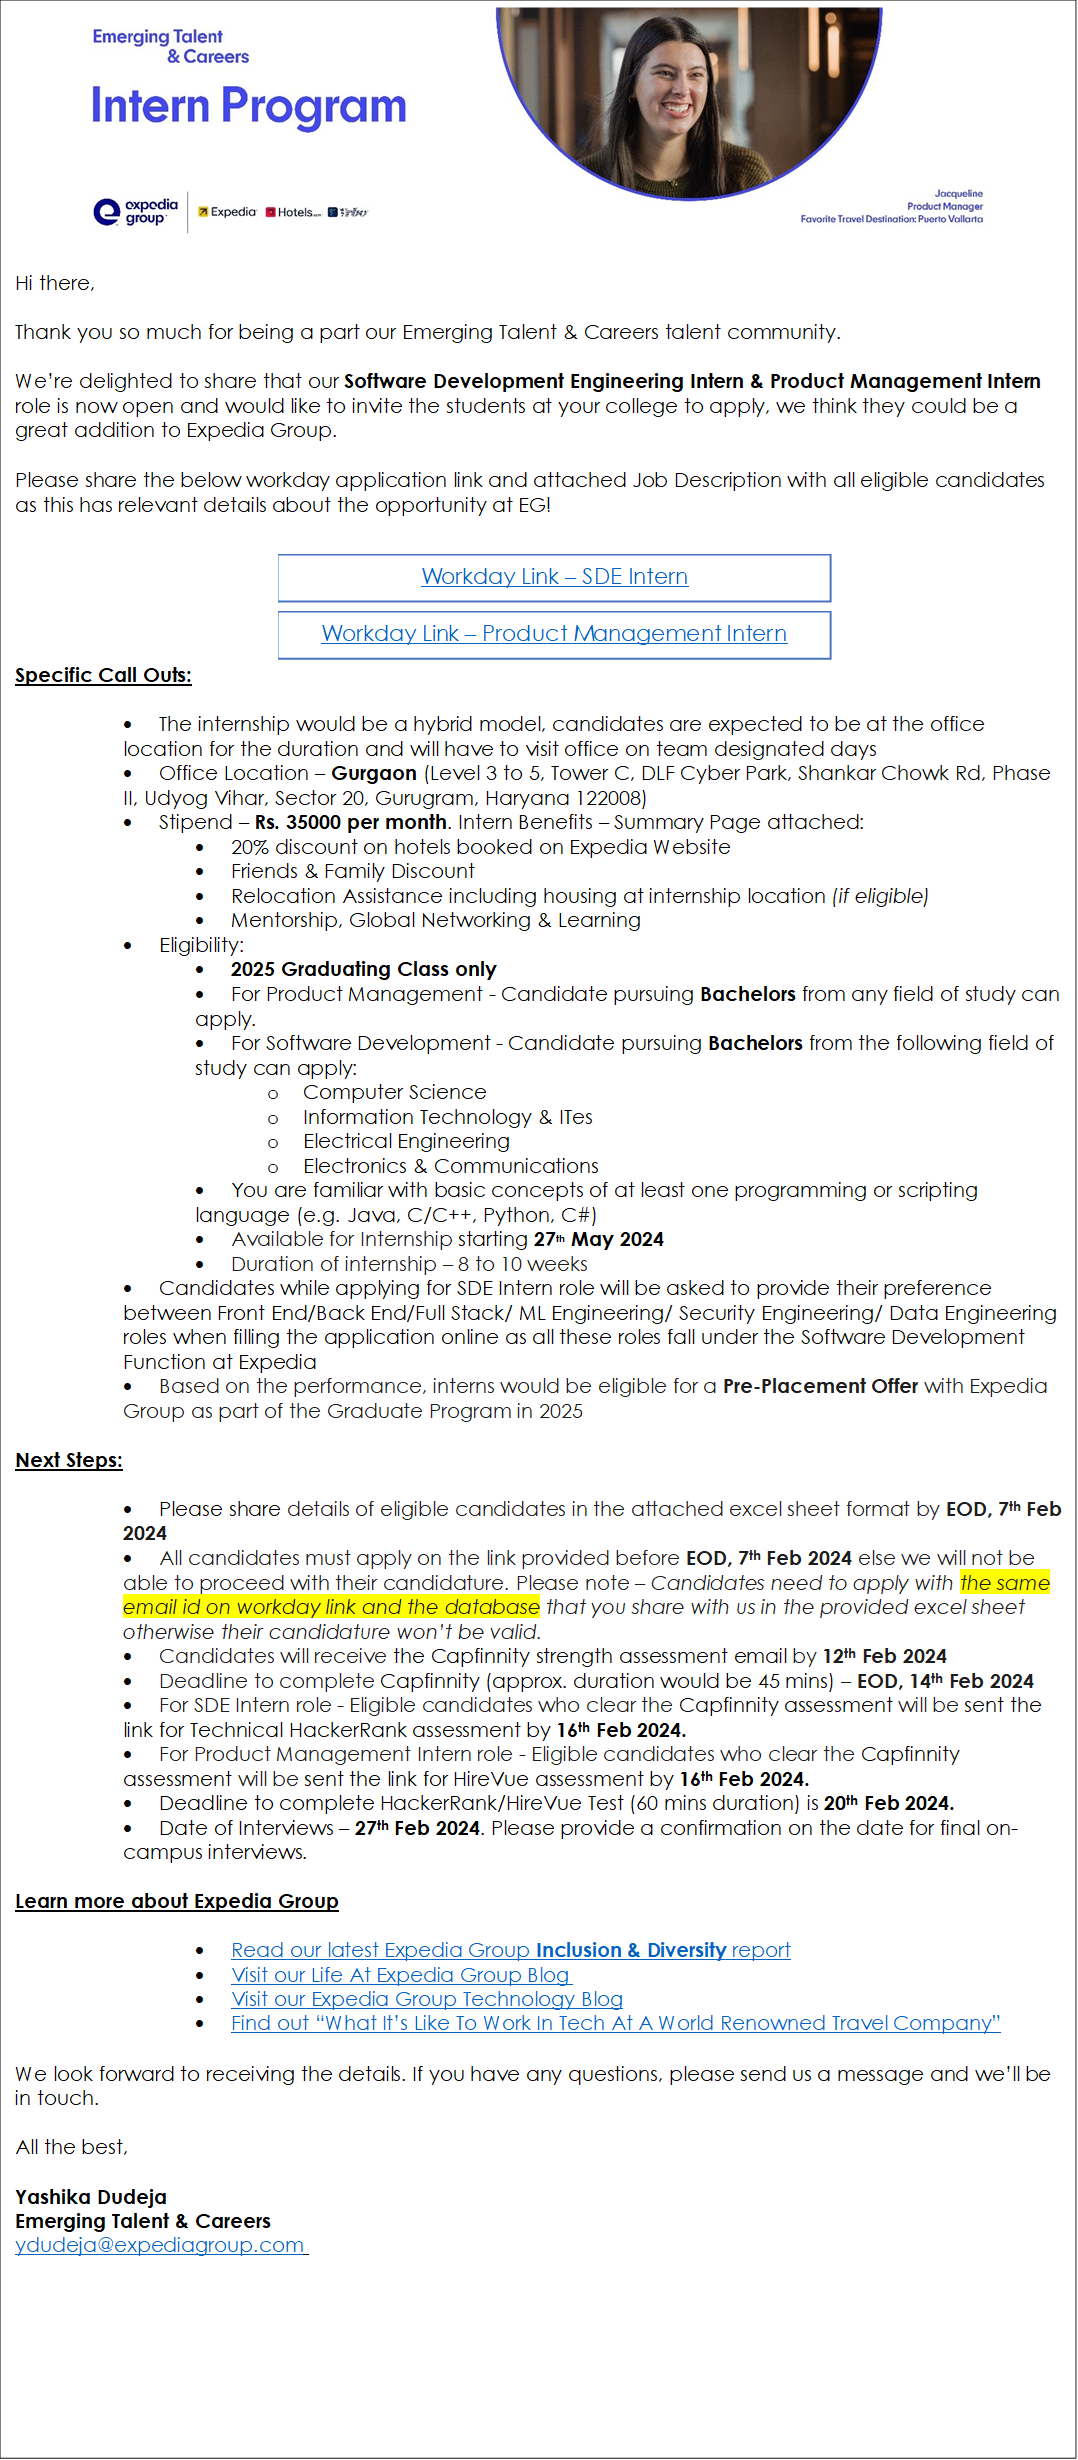 Emerging Talent
& Careers
Intern Program
expedia group
Expedia
Hotels.com
Vrbo
Jacqueline
Product Manager
Favorite Travel Destination: Puerto Vallarta
Hi there,
Thank you so much for being a part our Emerging Talent & Careers talent community.
We're delighted to share that our Software Development Engineering Intern & Product Management Intern
role is now open and would like to invite the students at your college to apply, we think they could be a
great addition to Expedia Group.
Please share the below workday application link and attached Job Description with all eligible candidates
as this has relevant details about the opportunity at EG!
Workday Link – SDE Intern
Workday Link – Product Management Intern
Specific Call Outs:
• The internship would be a hybrid model, candidates are expected to be at the office
location for the duration and will have to visit office on team designated days
• Office Location – Gurgaon (Level 3 to 5, Tower C, DLF Cyber Park, Shankar Chowk Rd, Phase
II, Udyog Vihar, Sector 20, Gurugram, Haryana 122008)
• Stipend – Rs. 35000 per month. Intern Benefits – Summary Page attached:
• 20% discount on hotels booked on Expedia Website
• Friends & Family Discount
• Relocation Assistance including housing at internship location (if eligible)
• Mentorship, Global Networking & Learning
• Eligibility:
• 2025 Graduating Class only
• For Product Management - Candidate pursuing Bachelors from any field of study can
apply.
• For Software Development - Candidate pursuing Bachelors from the following field of
study can apply:
o Computer Science
o Information Technology & ITes
o Electrical Engineering
o Electronics & Communications
• You are familiar with basic concepts of at least one programming or scripting
language (e.g. Java, C/C++, Python, C#)
• Available for Internship starting 27th May 2024
• Duration of internship – 8 to 10 weeks
• Candidates while applying for SDE Intern role will be asked to provide their preference
between Front End/Back End/Full Stack/ ML Engineering/ Security Engineering/ Data Engineering
roles when filling the application online as all these roles fall under the Software Development
Function at Expedia
• Based on the performance, interns would be eligible for a Pre-Placement Offer with Expedia
Group as part of the Graduate Program in 2025
Next Steps:
• Please share details of eligible candidates in the attached excel sheet format by EOD, 7th Feb
2024
• All candidates must apply on the link provided before EOD, 7th Feb 2024 else we will not be
able to proceed with their candidature. Please note – Candidates need to apply with the same
email id on workday link and the database that you share with us in the provided excel sheet
otherwise their candidature won't be valid.
• Candidates will receive the Capfinnity strength assessment email by 12th Feb 2024
• Deadline to complete Capfinnity (approx. duration would be 45 mins) – EOD, 14th Feb 2024
• For SDE Intern role - Eligible candidates who clear the Capfinnity assessment will be sent the
link for Technical HackerRank assessment by 16th Feb 2024.
• For Product Management Intern role - Eligible candidates who clear the Capfinnity
assessment will be sent the link for HireVue assessment by 16th Feb 2024.
• Deadline to complete HackerRank/HireVue Test (60 mins duration) is 20th Feb 2024.
• Date of Interviews – 27th Feb 2024. Please provide a confirmation on the date for final on-
campus interviews.
Learn more about Expedia Group
• Read our latest Expedia Group Inclusion & Diversity report
• Visit our Life At Expedia Group Blog
• Visit our Expedia Group Technology Blog
• Find out “What It's Like To Work In Tech At A World Renowned Travel Company”
We look forward to receiving the details. If you have any questions, please send us a message and we'll be
in touch.
All the best,
Yashika Dudeja
Emerging Talent & Careers
ydudeja@expediagroup.com